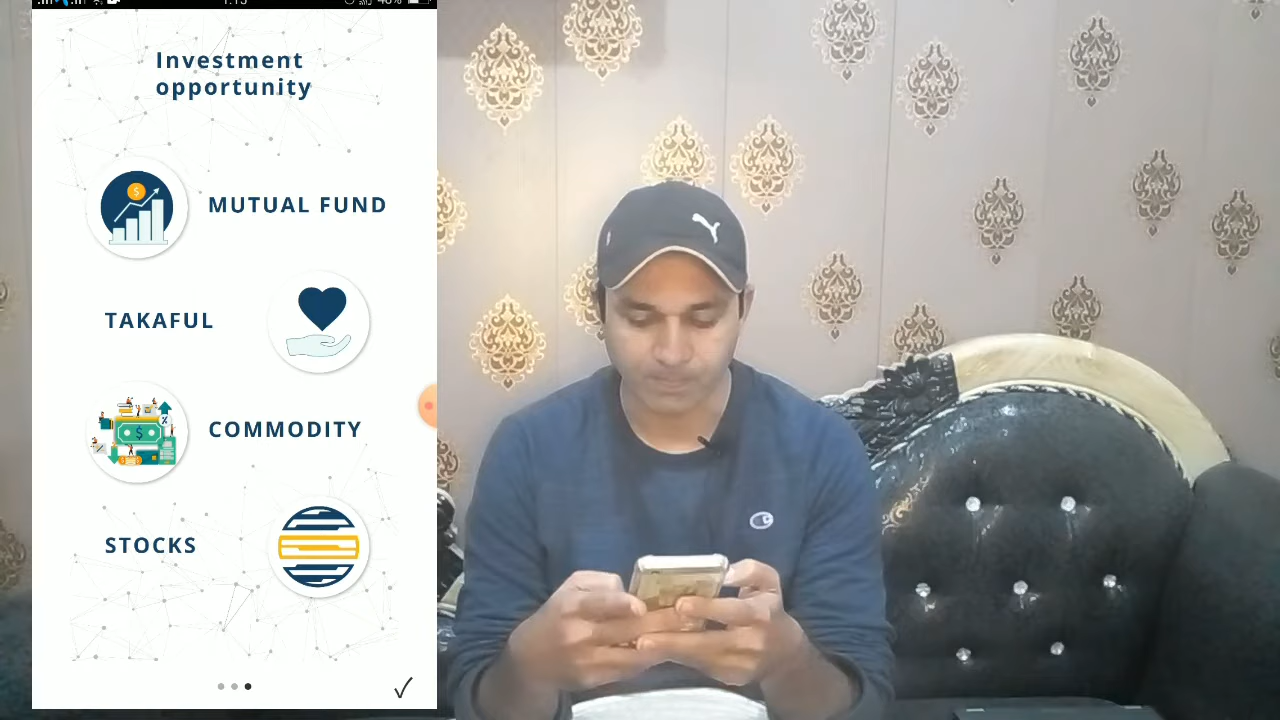 Investment
opportunity
MUTUAL FUND
TAKAFUL
COMMODITY
STOCKS